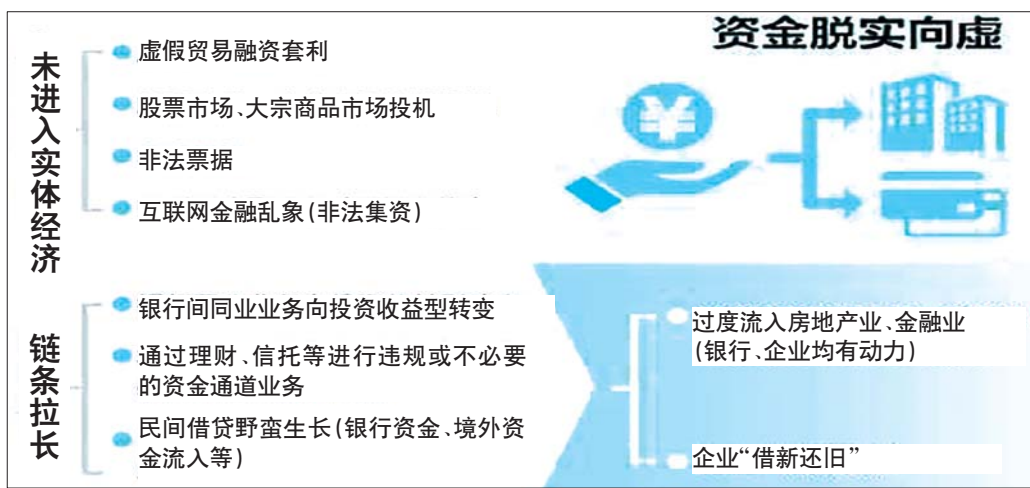 资金脱实向虚
未进入实体经济
虚假贸易融资套利
股票市场、大宗商品市场投机
非法票据
互联网金融乱象(非法集资)
链条拉长
银行间同业业务向投资收益型转变
通过理财、信托等进行违规或不必要
的资金通道业务
民间借贷野蛮生长(银行资金、境外资
金流入等)
过度流入房地产业、金融业
(银行、企业均有动力)
企业“借新还旧”